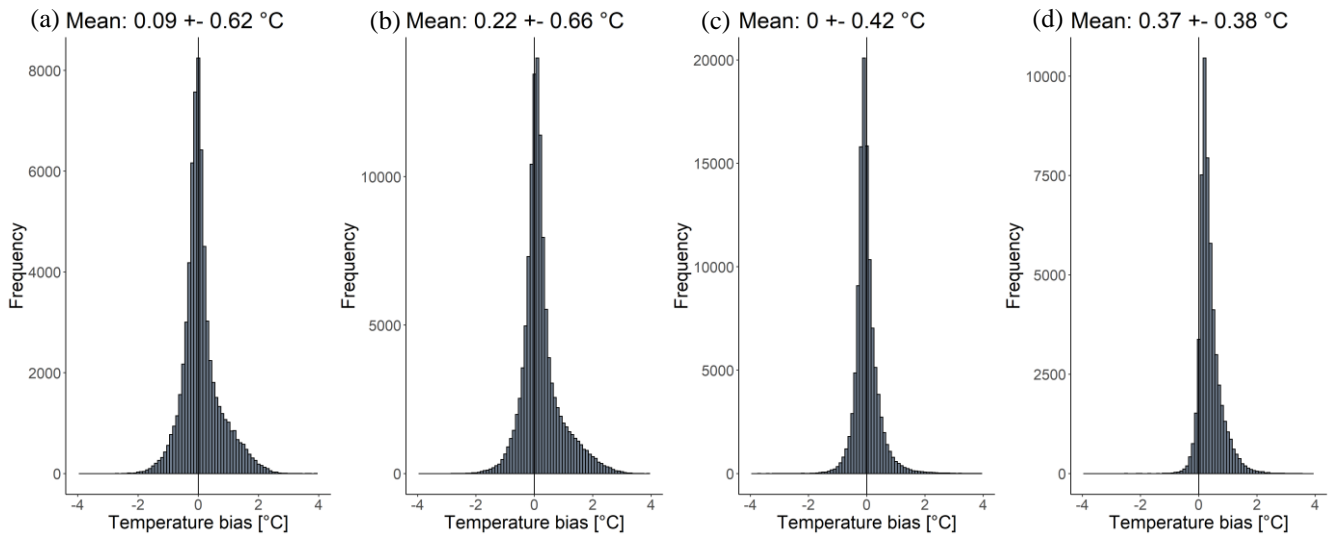 (a) Mean: 0.09 +- 0.62 °C
8000
6000
4000
2000
0
Frequency
-4 -2 0 2 4
Temperature bias [°C]
(b) Mean: 0.22 +- 0.66 °C
10000
5000
0
Frequency
-4 -2 0 2 4
Temperature bias [°C]
(c) Mean: 0 +- 0.42 °C
20000
15000
10000
5000
0
Frequency
-4 -2 0 2 4
Temperature bias [°C]
(d) Mean: 0.37 +- 0.38 °C
10000
7500
5000
2500
0
Frequency
-4 -2 0 2 4
Temperature bias [°C]